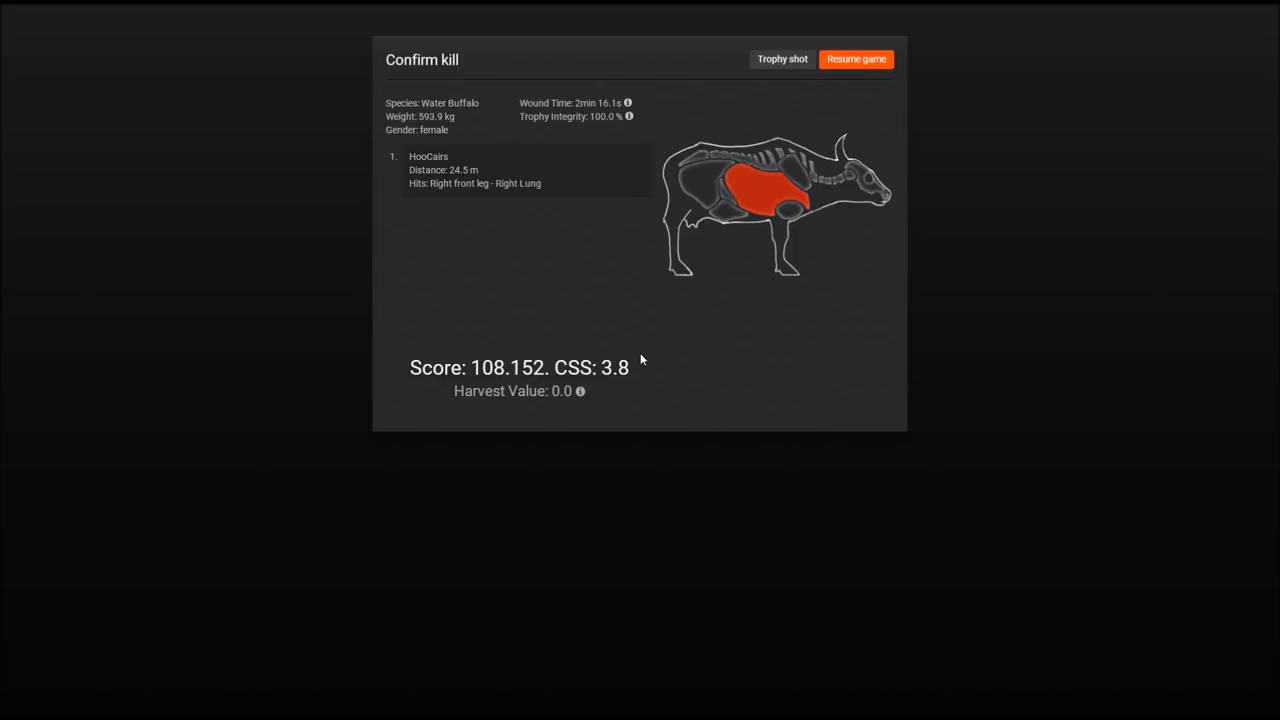 Confirm kill
Trophy shot
Resume game
Species: Water Buffalo
Weight: 593.9 kg
Gender: female
Wound Time: 2min 16.1s
Trophy Integrity: 100.0 %
1.
HooCairs
Distance: 24.5 m
Hits: Right front leg - Right Lung
Score: 108.152. CSS: 3.8
Harvest Value: 0.0